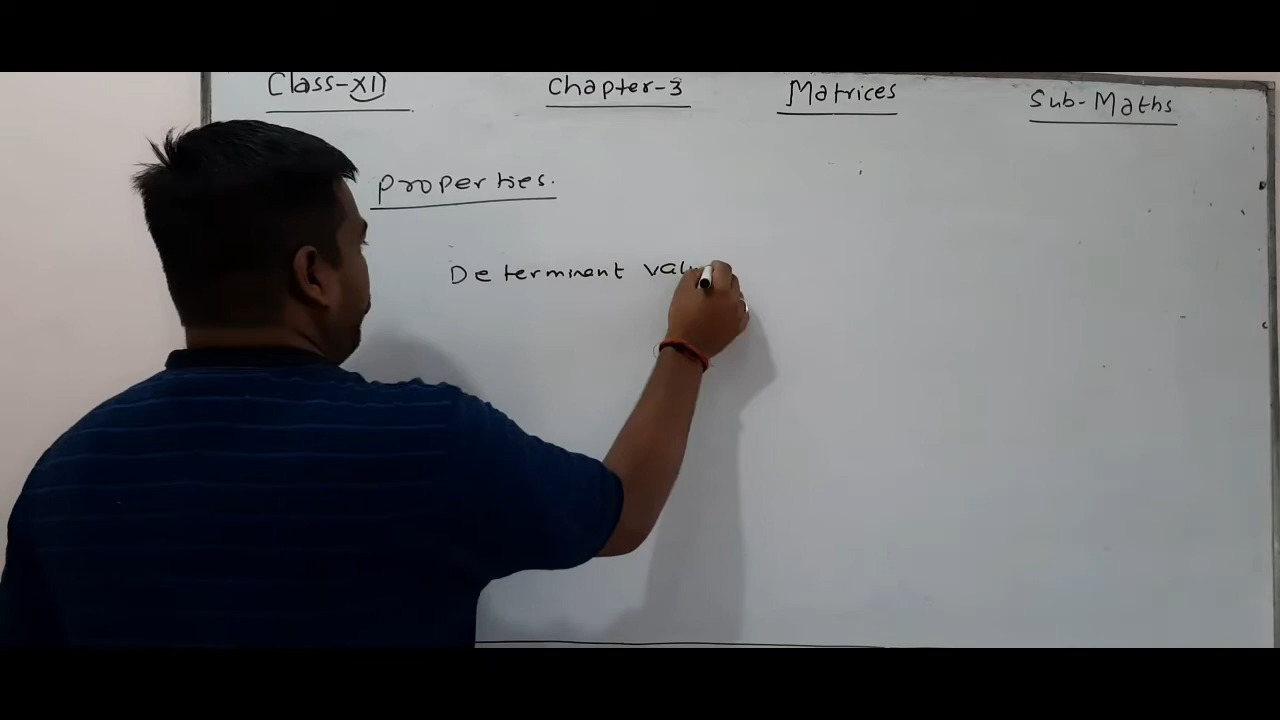 Class-XI Chapter-3 Matrices Sub-Maths
Properties.
Determinant